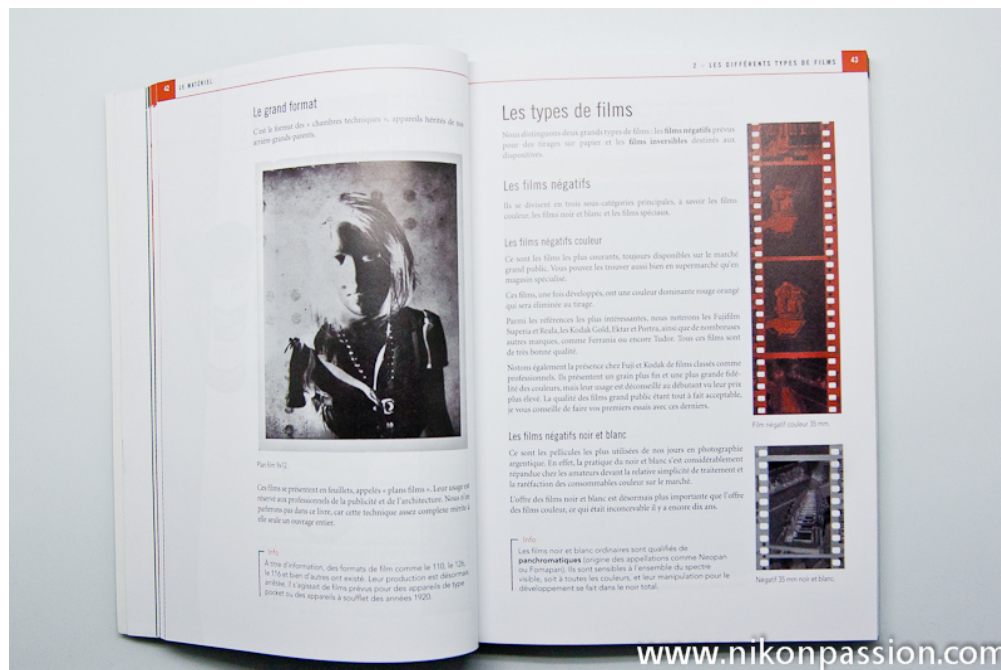 42 LE MATÉRIEL
Le grand format
C'est le format des « chambres techniques », appareils hérités de nos
arrière-grands-parents.
Plan film 9x12.
Ces films se présentent en feuillets, appelés « plans films ». Leur usage est
réservé aux professionnels de la publicité et de l'architecture. Nous n'en
parlerons pas dans ce livre, car cette technique assez complexe mérite à
elle seule un ouvrage entier.
Info
À titre d'information, des formats de film comme le 110, le 126,
le 116 et bien d'autres ont existé. Leur production est désormais
arrêtée. Il s'agissait de films prévus pour des appareils de type
pocket ou des appareils à soufflet des années 1920.
2 – LES DIFFÉRENTS TYPES DE FILMS 43
Les types de films
Nous distinguons deux grands types de films : les films négatifs prévus
pour des tirages sur papier et les films inversibles destinés aux
diapositives.
Les films négatifs
Ils se divisent en trois sous-catégories principales, à savoir les films
couleur, les films noir et blanc et les films spéciaux.
Les films négatifs couleur
Ce sont les films les plus courants, toujours disponibles sur le marché
grand public. Vous pouvez les trouver aussi bien en supermarché qu'en
magasin spécialisé.
Ces films, une fois développés, ont une couleur dominante rouge orangé
qui sera éliminée au tirage.
Parmi les références les plus intéressantes, nous noterons les Fujifilm
Superia et Reala, les Kodak Gold, Ektar et Portra, ainsi que de nombreuses
autres marques, comme Ferrania ou encore Tudor. Tous ces films sont
de très bonne qualité.
Notons également la présence chez Fuji et Kodak de films classés comme
professionnels. Ils présentent un grain plus fin et une plus grande fidé-
lité des couleurs, mais leur usage est déconseillé au débutant vu leur prix
plus élevé. La qualité des films grand public étant tout à fait acceptable,
je vous conseille de faire vos premiers essais avec ces derniers.
Film négatif couleur 35 mm.
Les films négatifs noir et blanc
Ce sont les pellicules les plus utilisées de nos jours en photographie
argentique. En effet, la pratique du noir et blanc s'est considérablement
répandue chez les amateurs devant la relative simplicité de traitement et
la raréfaction des consommables couleur sur le marché.
L'offre des films noir et blanc est désormais plus importante que l'offre
des films couleur, ce qui était inconcevable il y a encore dix ans.
Info
Les films noir et blanc ordinaires sont qualifiés de
panchromatiques (origine des appellations comme Neopan
ou Fomapan). Ils sont sensibles à l'ensemble du spectre
visible, soit à toutes les couleurs, et leur manipulation pour le
développement se fait dans le noir total.
Négatif 35 mm noir et blanc.
www.nikonpassion.com